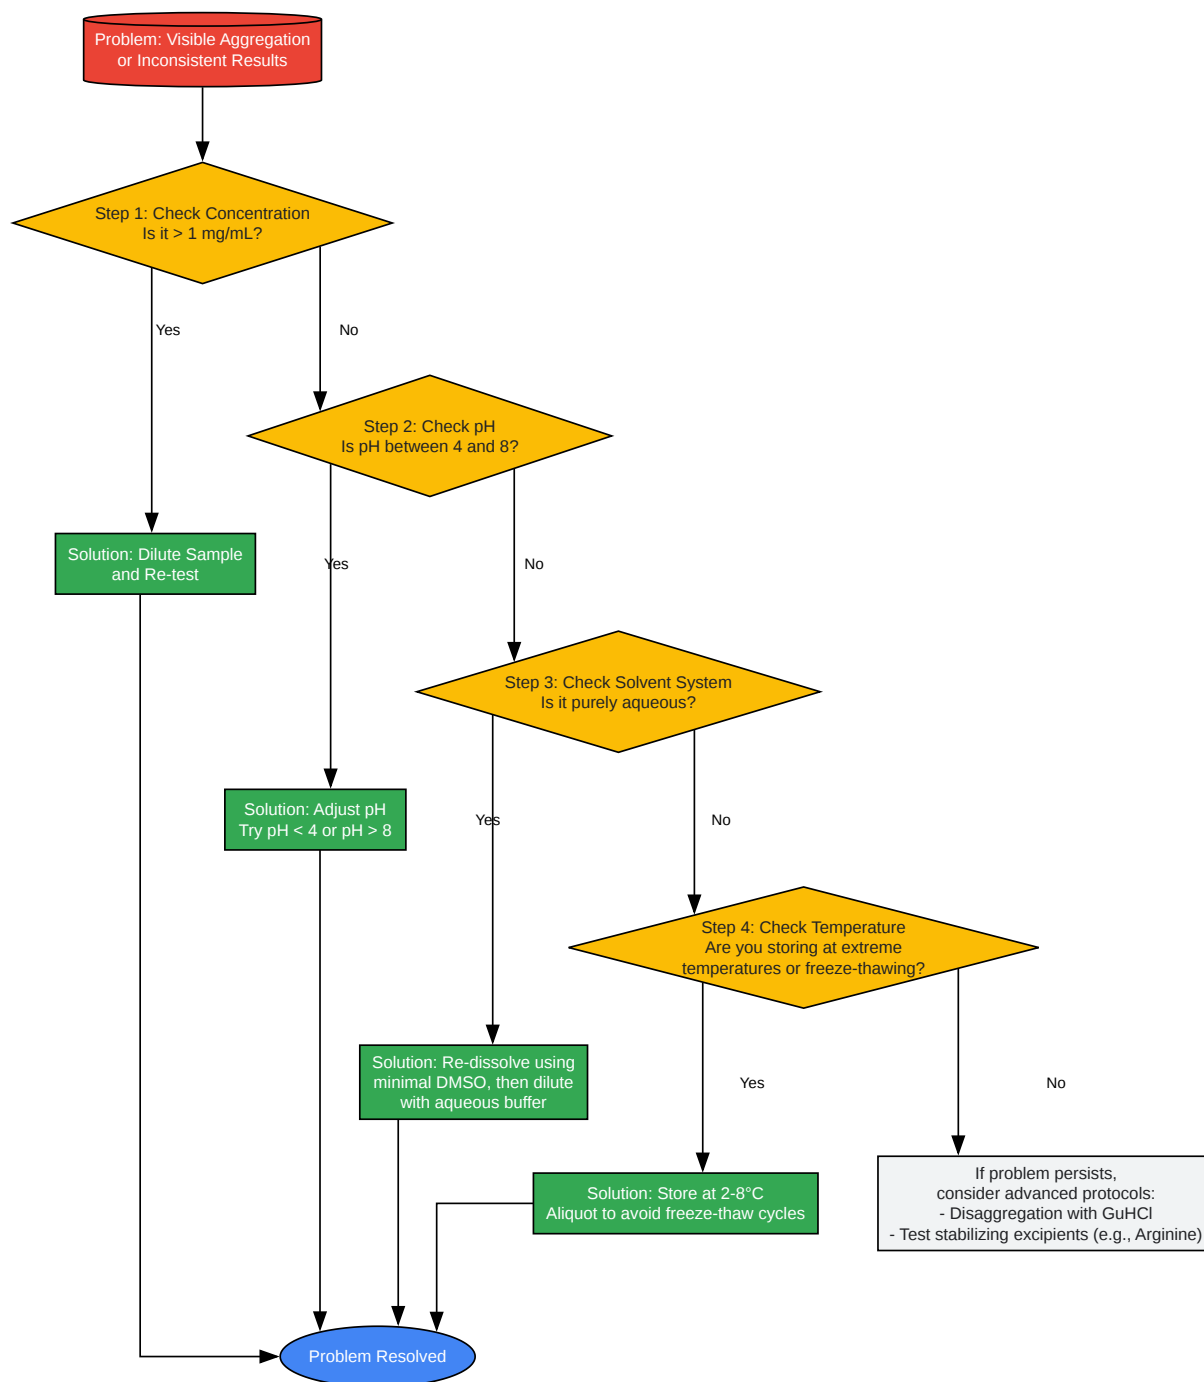 Problem: Visible Aggregation
or Inconsistent Results
Step 1: Check Concentration
Is it > 1 mg/mL?
Yes
No
Step 2: Check pH
Is pH between 4 and 8?
Solution: Dilute Sample
and Re-test
Yes
No
Step 3: Check Solvent System
Is it purely aqueous?
Solution: Adjust pH
Try pH < 4 or pH > 8
Yes
No
Step 4: Check Temperature
Are you storing at extreme
temperatures or freeze-thawing?
Solution: Re-dissolve using
minimal DMSO, then dilute
with aqueous buffer
Yes
No
Solution: Store at 2-8°C
Aliquot to avoid freeze-thaw cycles
If problem persists,
consider advanced protocols:
- Disaggregation with GuHCl
- Test stabilizing excipients (e.g., Arginine)
Problem Resolved